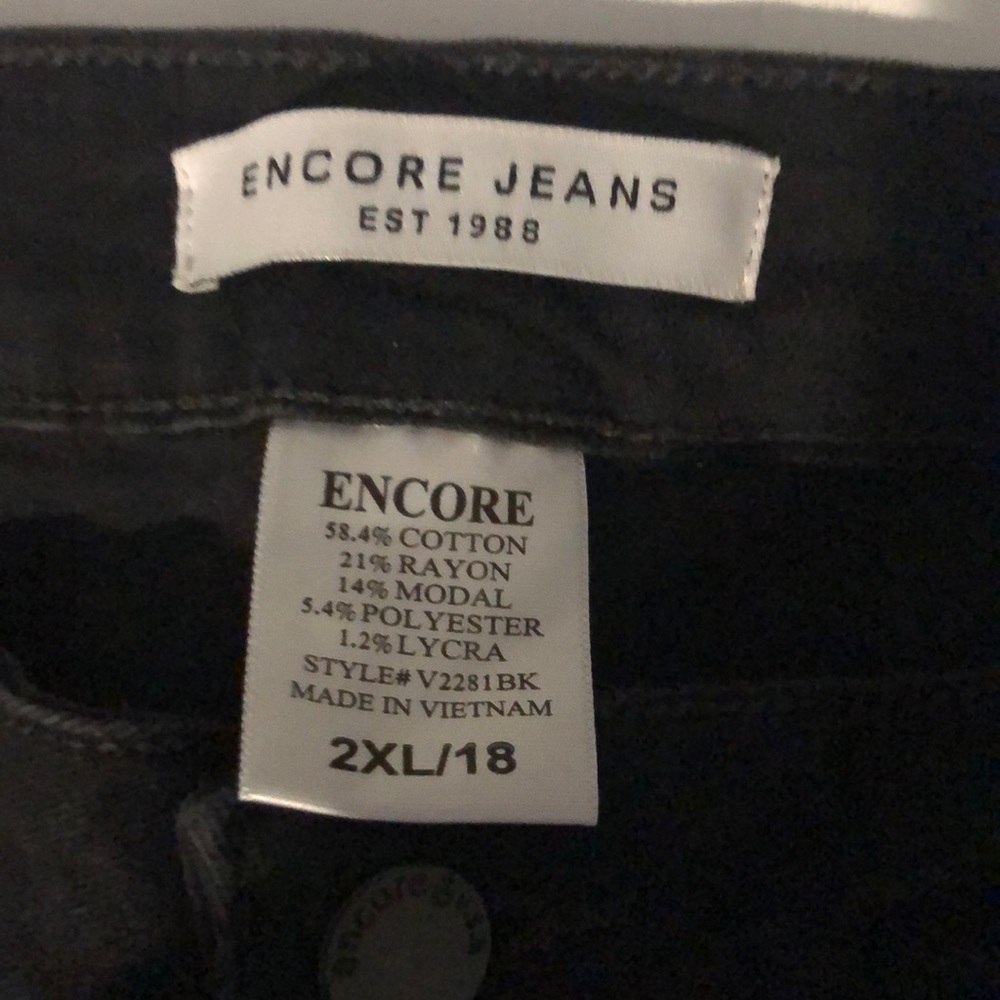 ENCORE JEANS
EST 1988
ENCORE
58.4% COTTON
21% RAYON
14% MODAL
5.4% POLYESTER
1.2% LYCRA
STYLE# V2281BK
MADE IN VIETNAM
2XL/18
encore